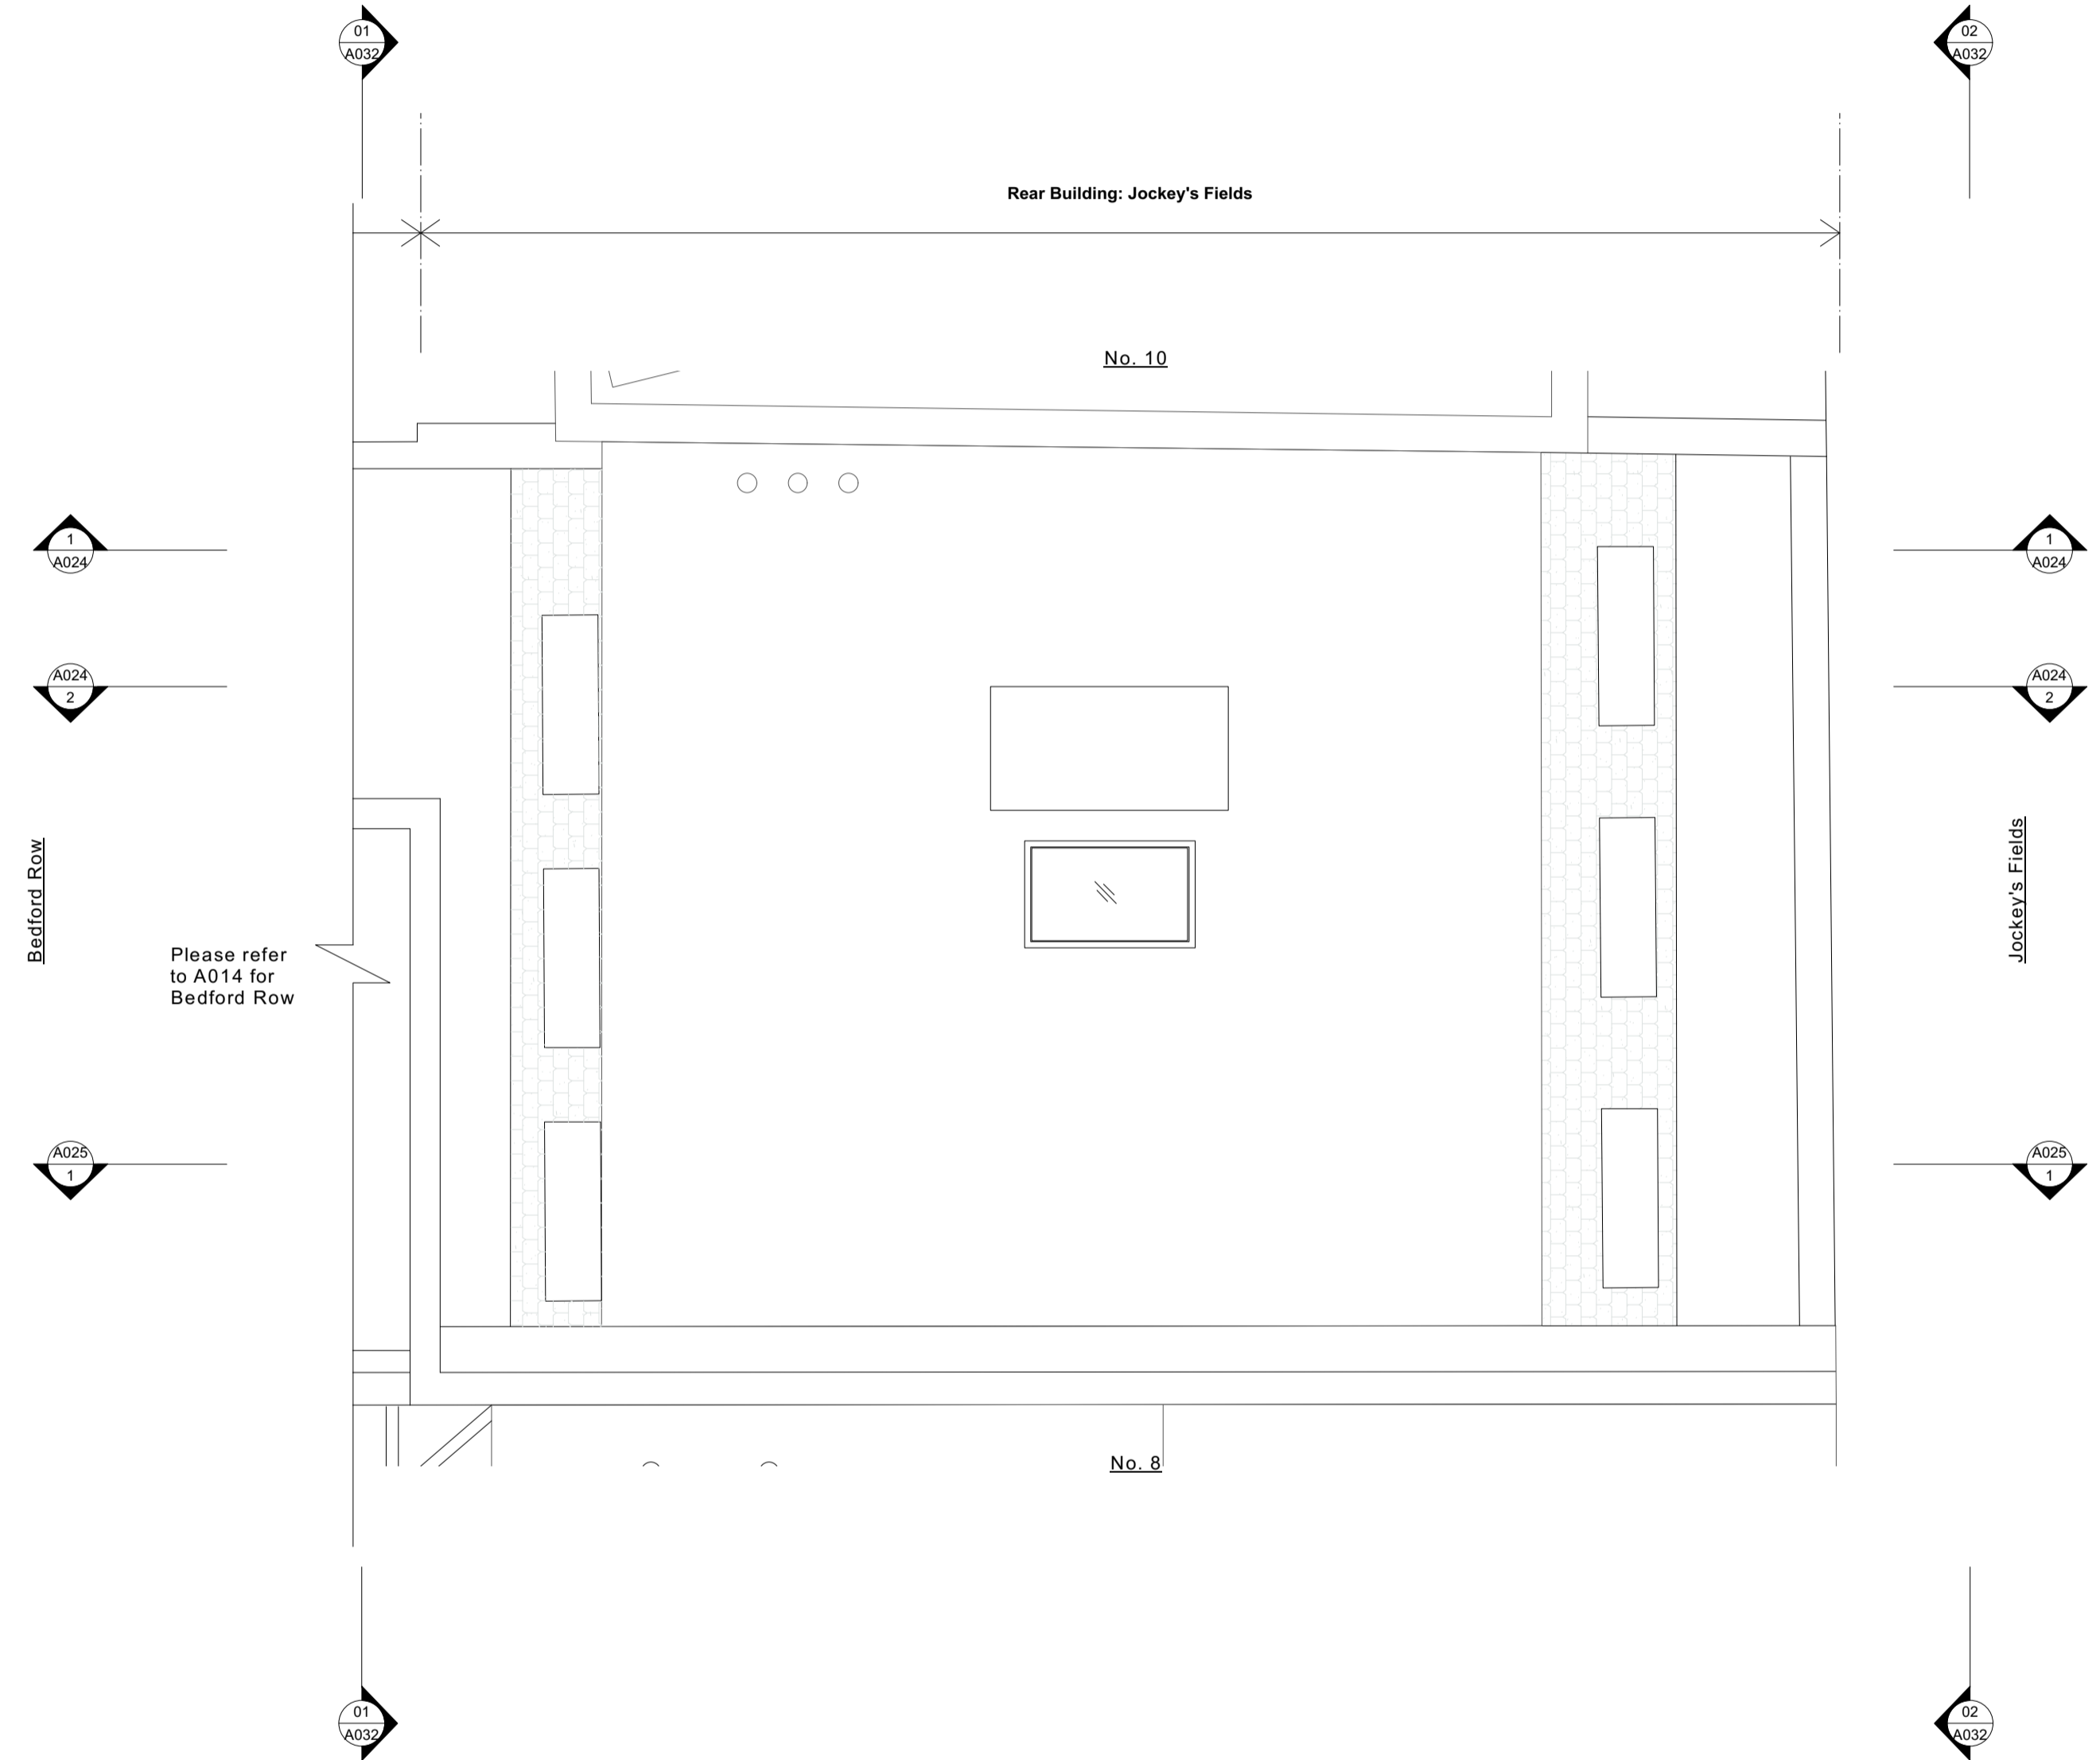 01
A032
02
A032
Rear Building: Jockey's Fields
No. 10
1
A024
1
A024
A024
2
A024
2
Bedford Row
Jockey's Fields
Please refer
to A014 for
Bedford Row
A025
1
A025
1
No. 8
01
A032
02
A032